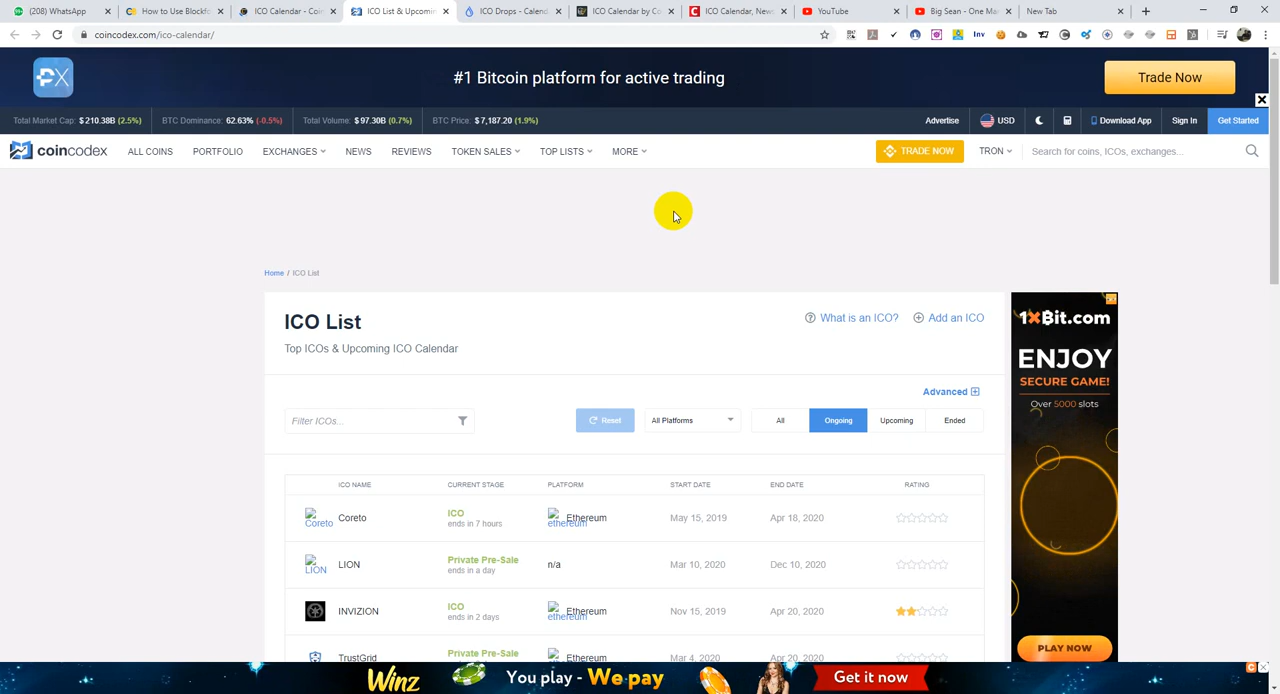 (208) WhatsApp
How to Use Blockfo
ICO Calendar - Coin
ICO List & Upcomin
ICO Drops - Calend
ICO Calendar by Co
ICO Calendar, New
YouTube
Big Sean - One Ma
New Tab
coincodex.com/ico-calendar/
Inv
PX
#1 Bitcoin platform for active trading
Trade Now
Total Market Cap: $ 210.38B (2.5%)
BTC Dominance: 62.63% (-0.5%)
Total Volume: $ 97.30B (0.7%)
BTC Price: $ 7,187.20 (1.9%)
Advertise
USD
Download App
Sign In
Get Started
coincodex
ALL COINS
PORTFOLIO
EXCHANGES
NEWS
REVIEWS
TOKEN SALES
TOP LISTS
MORE
TRADE NOW
TRON
Search for coins, ICOs, exchanges...
Home / ICO List
ICO List
What is an ICO?
Add an ICO
Top ICOs & Upcoming ICO Calendar
Advanced
Filter ICOs...
Reset
All Platforms
All
Ongoing
Upcoming
Ended
ICO NAME
CURRENT STAGE
PLATFORM
START DATE
END DATE
RATING
Coreto
Coreto
ICO
ends in 7 hours
ethereum
Ethereum
May 15, 2019
Apr 18, 2020
LION
LION
Private Pre-Sale
ends in a day
n/a
Mar 10, 2020
Dec 10, 2020
INVIZION
ICO
ends in 2 days
ethereum
Ethereum
Nov 15, 2019
Apr 20, 2020
TrustGrid
Private Pre-Sale
Ethereum
Mar 4, 2020
Apr 20, 2020
1XBit.com
ENJOY
SECURE GAME!
Over 5000 slots
PLAY NOW
Winz
You play - We pay
Get it now